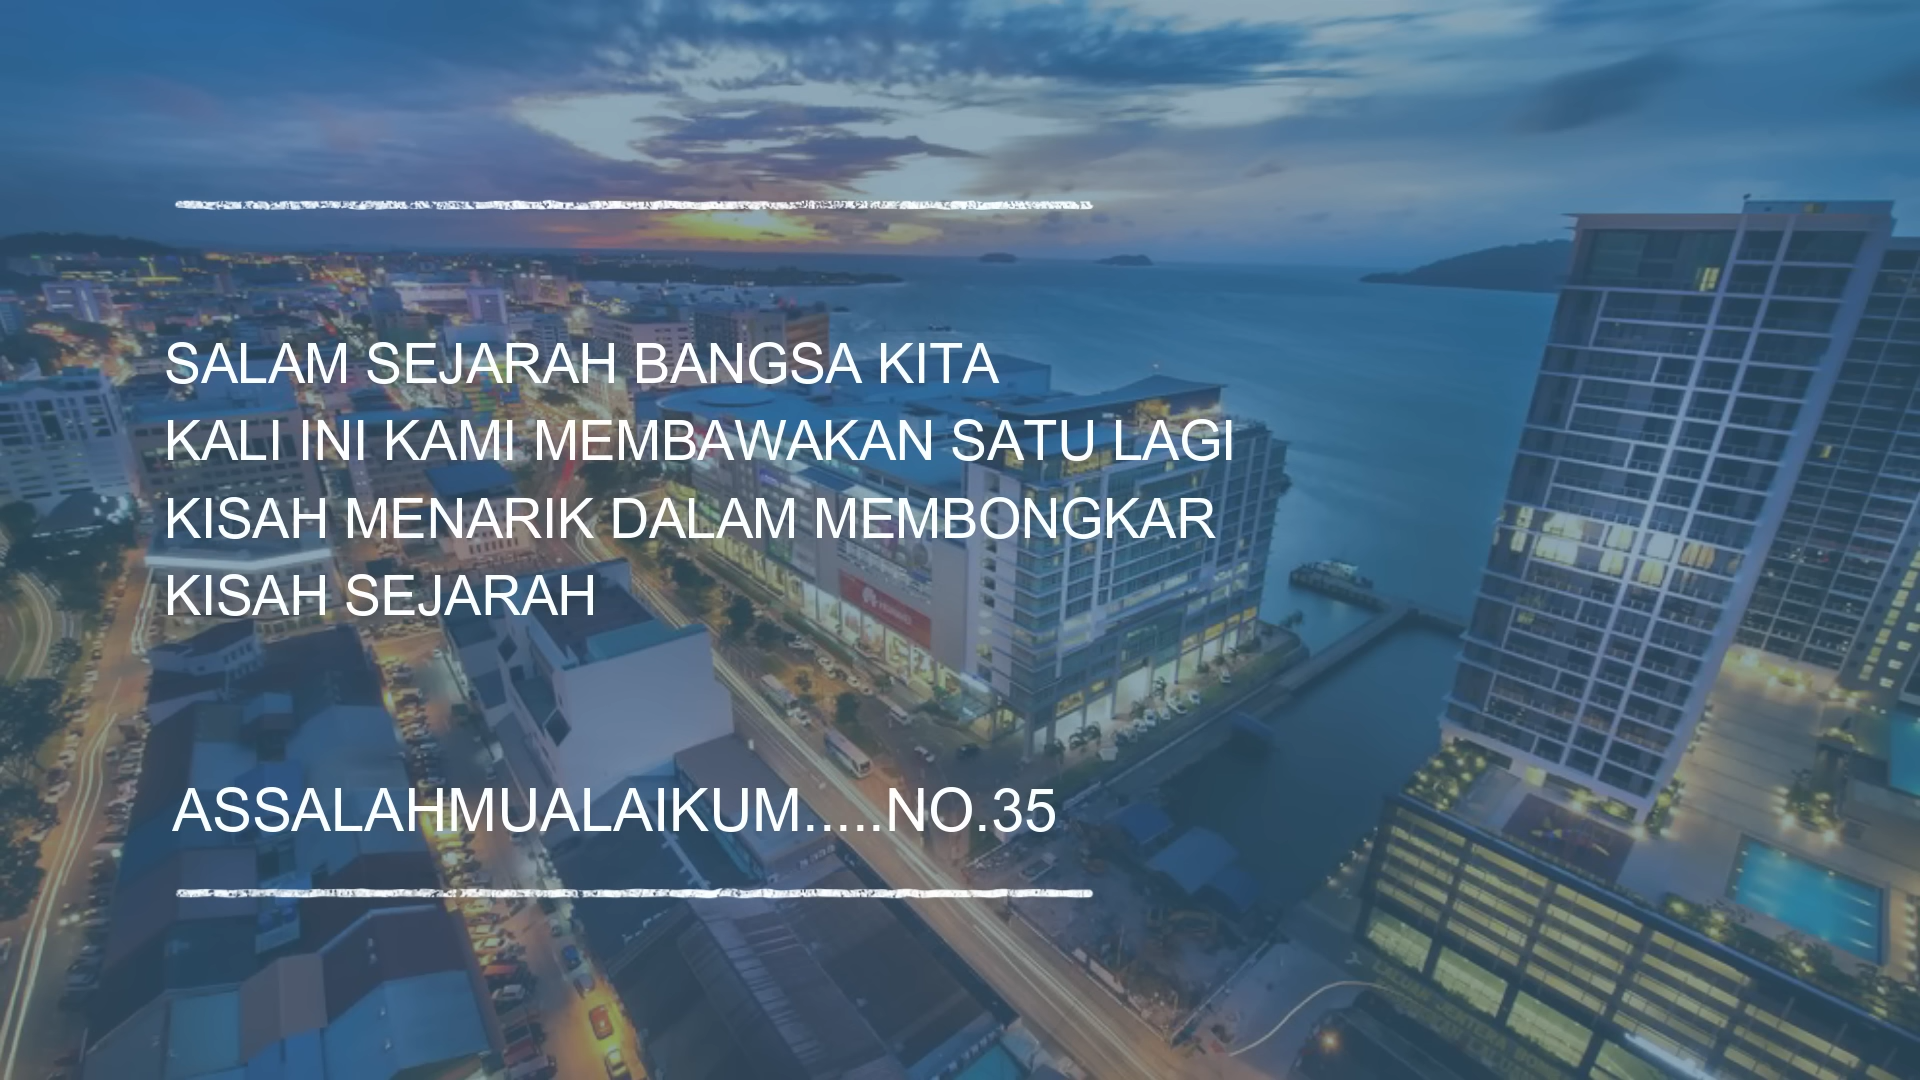 SALAM SEJARAH BANGSA KITA
KALI INI KAMI MEMBAWAKAN SATU LAGI
KISAH MENARIK DALAM MEMBONGKAR
KISAH SEJARAH
ASSALAHMUALAIKUM.....NO.35